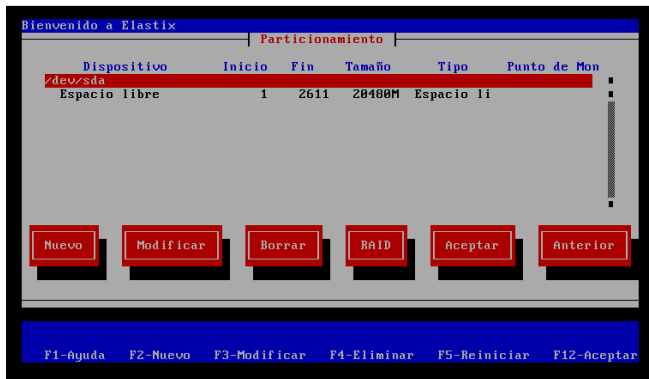 Bienvenido a Elastix
Particionamiento
Dispositivo Inicio Fin Tamaño Tipo Punto de Mon
/dev/sda
Espacio libre 1 2611 20480M Espacio li
Nuevo Modificar Borrar RAID Aceptar Anterior
F1-Ayuda F2-Nuevo F3-Modificar F4-Eliminar F5-Reiniciar F12-Aceptar